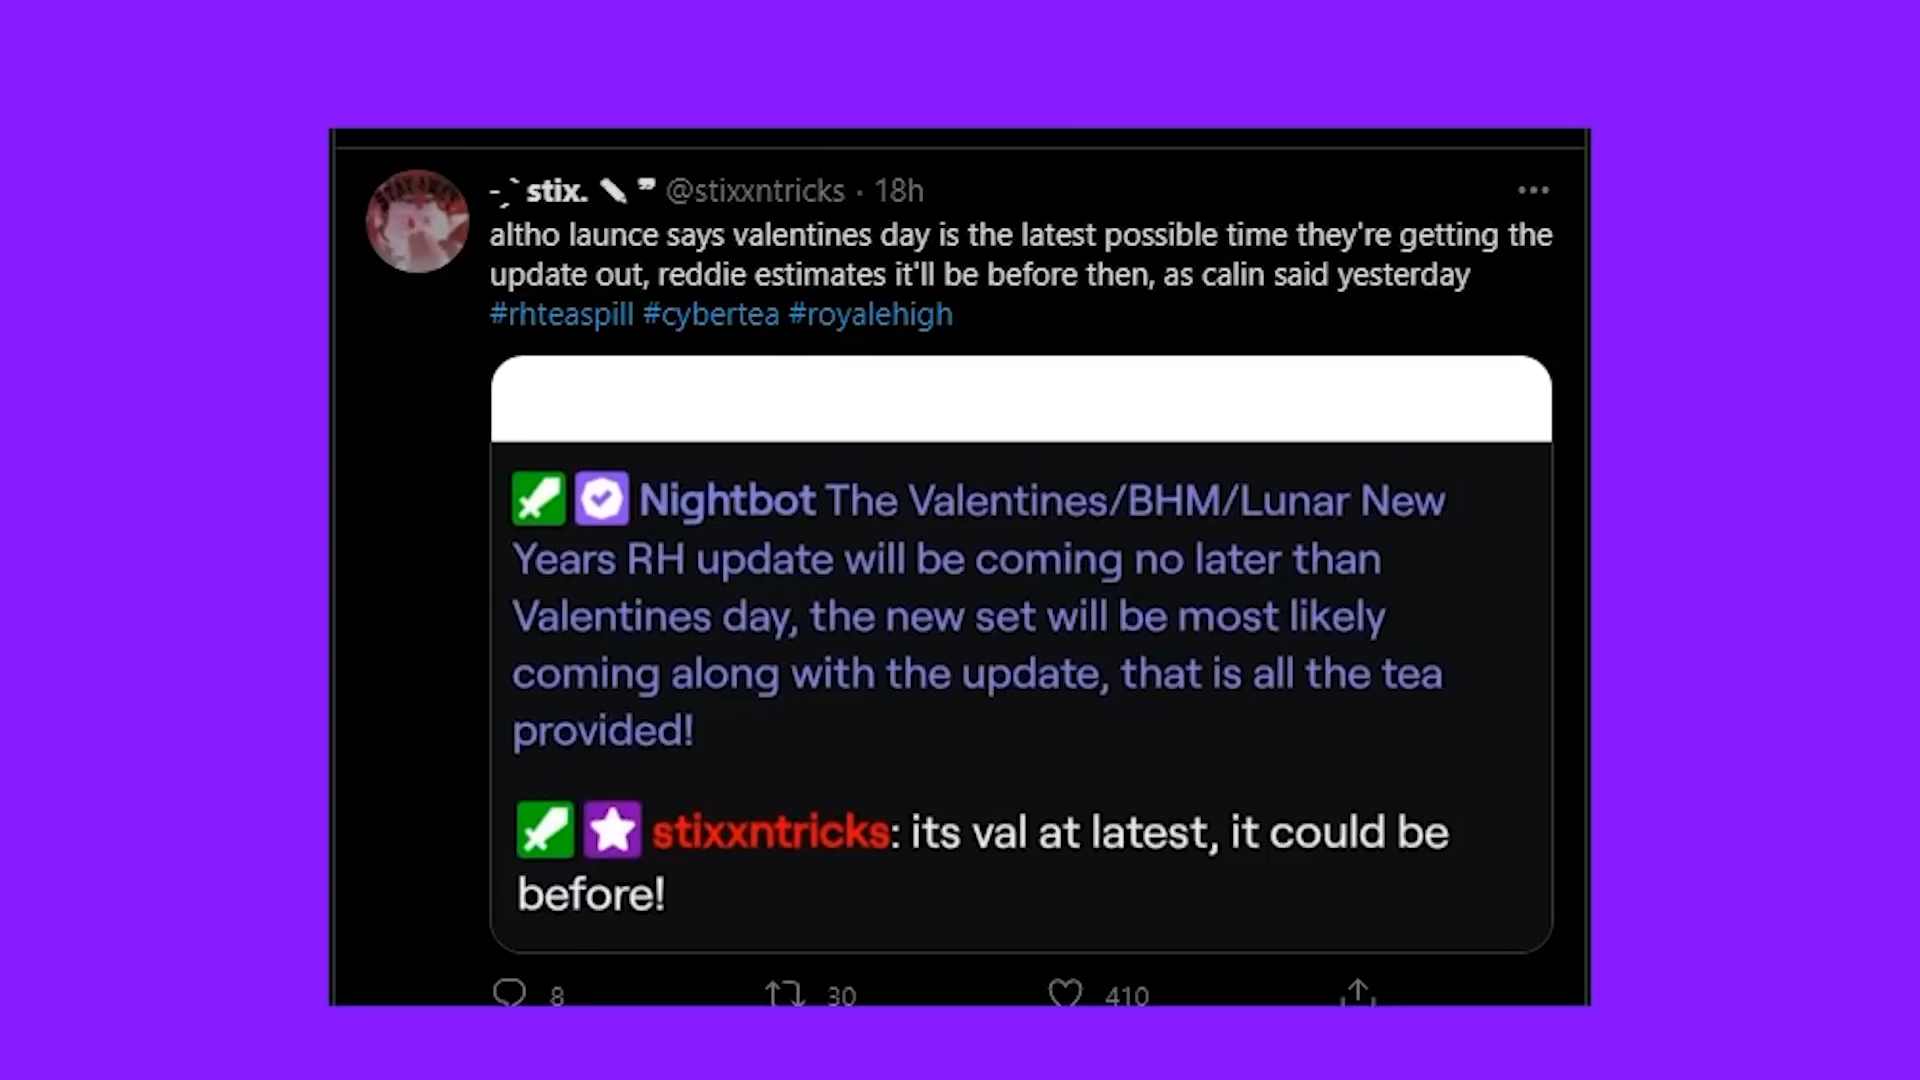 -ˏˋ stix. ✎ ” @stixxntricks · 18h
altho launce says valentines day is the latest possible time they're getting the
update out, reddie estimates it'll be before then, as calin said yesterday
#rhteaspill #cybertea #royalehigh
Nightbot The Valentines/BHM/Lunar New
Years RH update will be coming no later than
Valentines day, the new set will be most likely
coming along with the update, that is all the tea
provided!
stixxntricks: its val at latest, it could be
before!
8 30 410